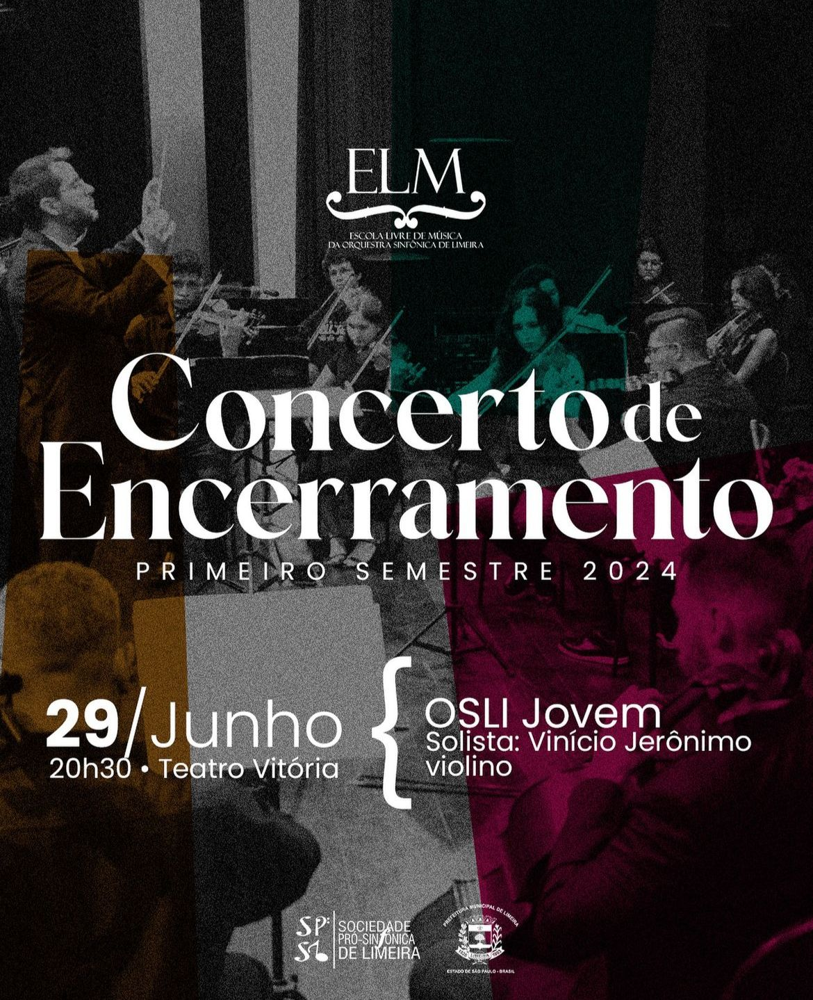 ELM
ESCOLA LIVRE DE MÚSICA
DA ORQUESTRA SINFÔNICA DE LIMEIRA
Concerto de
Encerramento
PRIMEIRO SEMESTRE 2024
29/Junho
20h30 • Teatro Vitória
{
OSLI Jovem
Solista: Vinício Jerônimo
violino
SP:
SL
SOCIEDADE
PRÓ-SINFÔNICA
DE LIMEIRA
PREFEITURA MUNICIPAL DE LIMEIRA
LIMEIRA
ESTADO DE SÃO PAULO - BRASIL